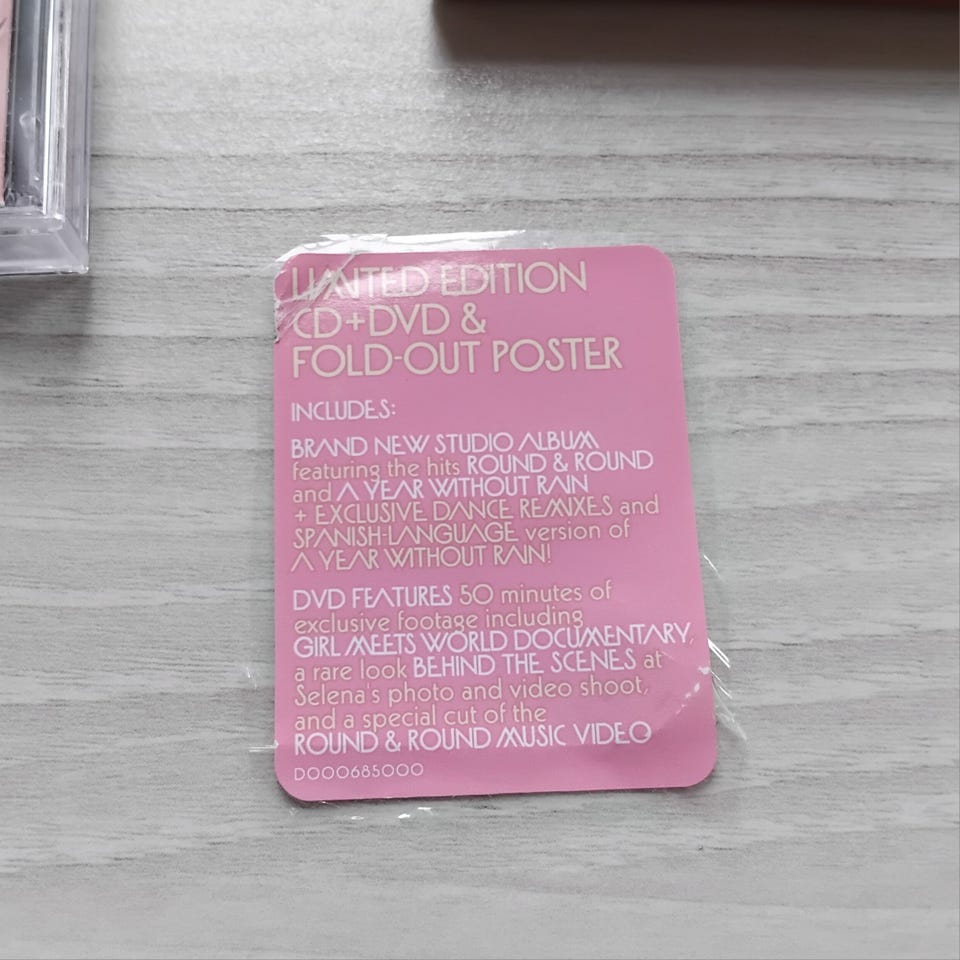 LIMITED EDITION
CD+DVD &
FOLD-OUT POSTER
INCLUDES:
BRAND NEW STUDIO ALBUM
featuring the hits ROUND & ROUND
and A YEAR WITHOUT RAIN
+ EXCLUSIVE DANCE REMIXES and
SPANISH-LANGUAGE version of
A YEAR WITHOUT RAIN!
DVD FEATURES 50 minutes of
exclusive footage including
GIRL MEETS WORLD DOCUMENTARY,
a rare look BEHIND THE SCENES at
Selena's photo and video shoot,
and a special cut of the
ROUND & ROUND MUSIC VIDEO
D000685000